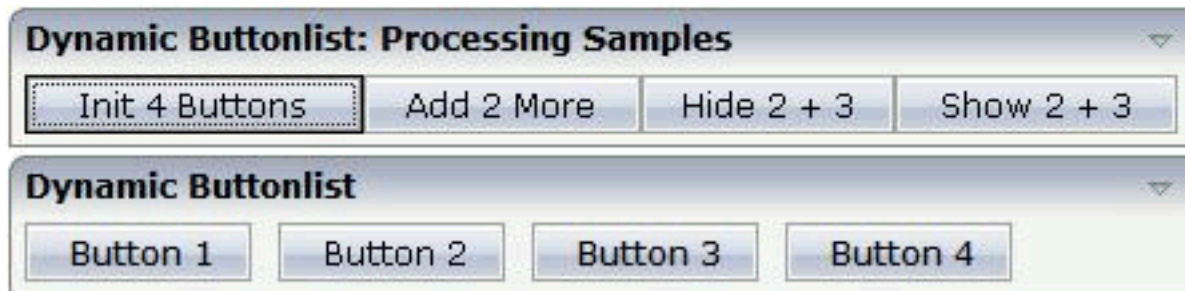 Dynamic Buttonlist: Processing Samples
Init 4 Buttons Add 2 More Hide 2 + 3 Show 2 + 3
Dynamic Buttonlist
Button 1 Button 2 Button 3 Button 4